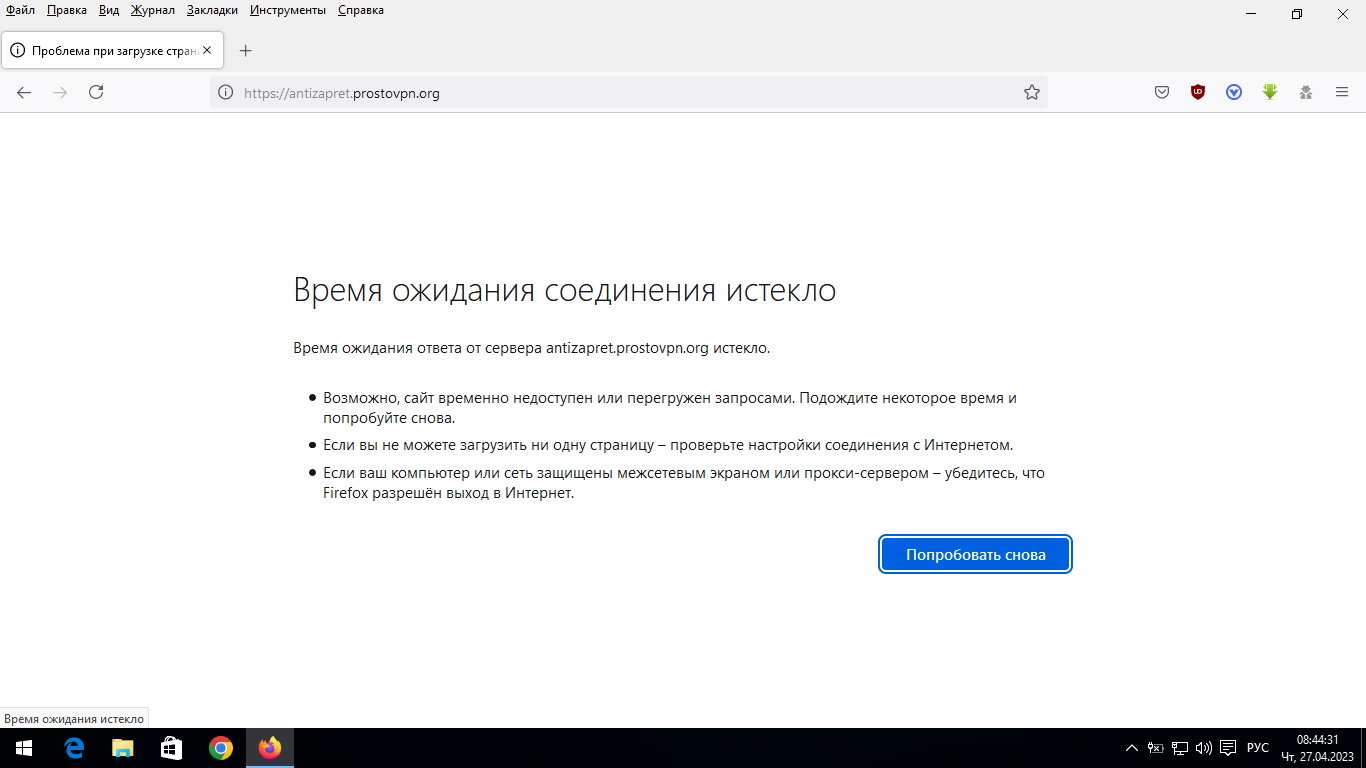 Файл Правка Вид Журнал Закладки Инструменты Справка
Проблема при загрузке стран
https://antizapret.prostovpn.org
Время ожидания соединения истекло
Время ожидания ответа от сервера antizapret.prostovpn.org истекло.
Возможно, сайт временно недоступен или перегружен запросами. Подождите некоторое время и
попробуйте снова.
Если вы не можете загрузить ни одну страницу – проверьте настройки соединения с Интернетом.
Если ваш компьютер или сеть защищены межсетевым экраном или прокси-сервером – убедитесь, что
Firefox разрешён выход в Интернет.
Попробовать снова
Время ожидания истекло
РУС
08:44:31
Чт, 27.04.2023